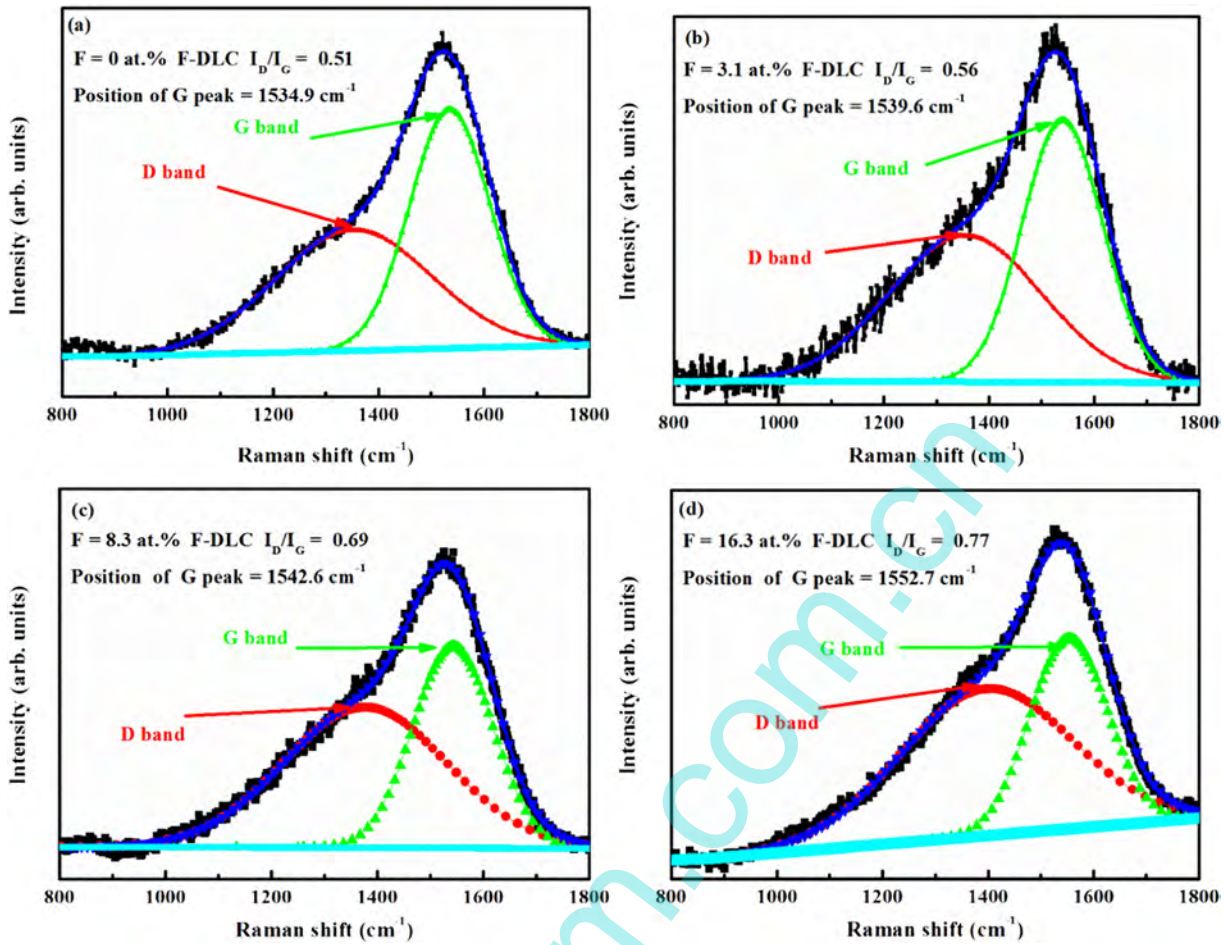 (a)
F = 0 at.% F-DLC I_D/I_G = 0.51
Position of G peak = 1534.9 cm⁻¹
G band
D band
Intensity (arb. units)
800 1000 1200 1400 1600 1800
Raman shift (cm⁻¹)
(b)
F = 3.1 at.% F-DLC I_D/I_G = 0.56
Position of G peak = 1539.6 cm⁻¹
G band
D band
Intensity (arb. units)
800 1000 1200 1400 1600 1800
Raman shift (cm⁻¹)
(c)
F = 8.3 at.% F-DLC I_D/I_G = 0.69
Position of G peak = 1542.6 cm⁻¹
G band
D band
Intensity (arb. units)
800 1000 1200 1400 1600 1800
Raman shift (cm⁻¹)
(d)
F = 16.3 at.% F-DLC I_D/I_G = 0.77
Position of G peak = 1552.7 cm⁻¹
G band
D band
Intensity (arb. units)
800 1000 1200 1400 1600 1800
Raman shift (cm⁻¹)
m.com.cn